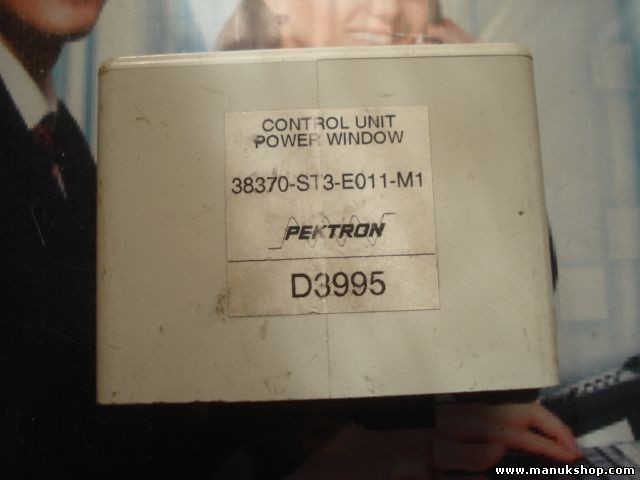 CONTROL UNIT
POWER WINDOW
38370-ST3-E011-M1
PEKTRON
D3995
www.manukshop.com